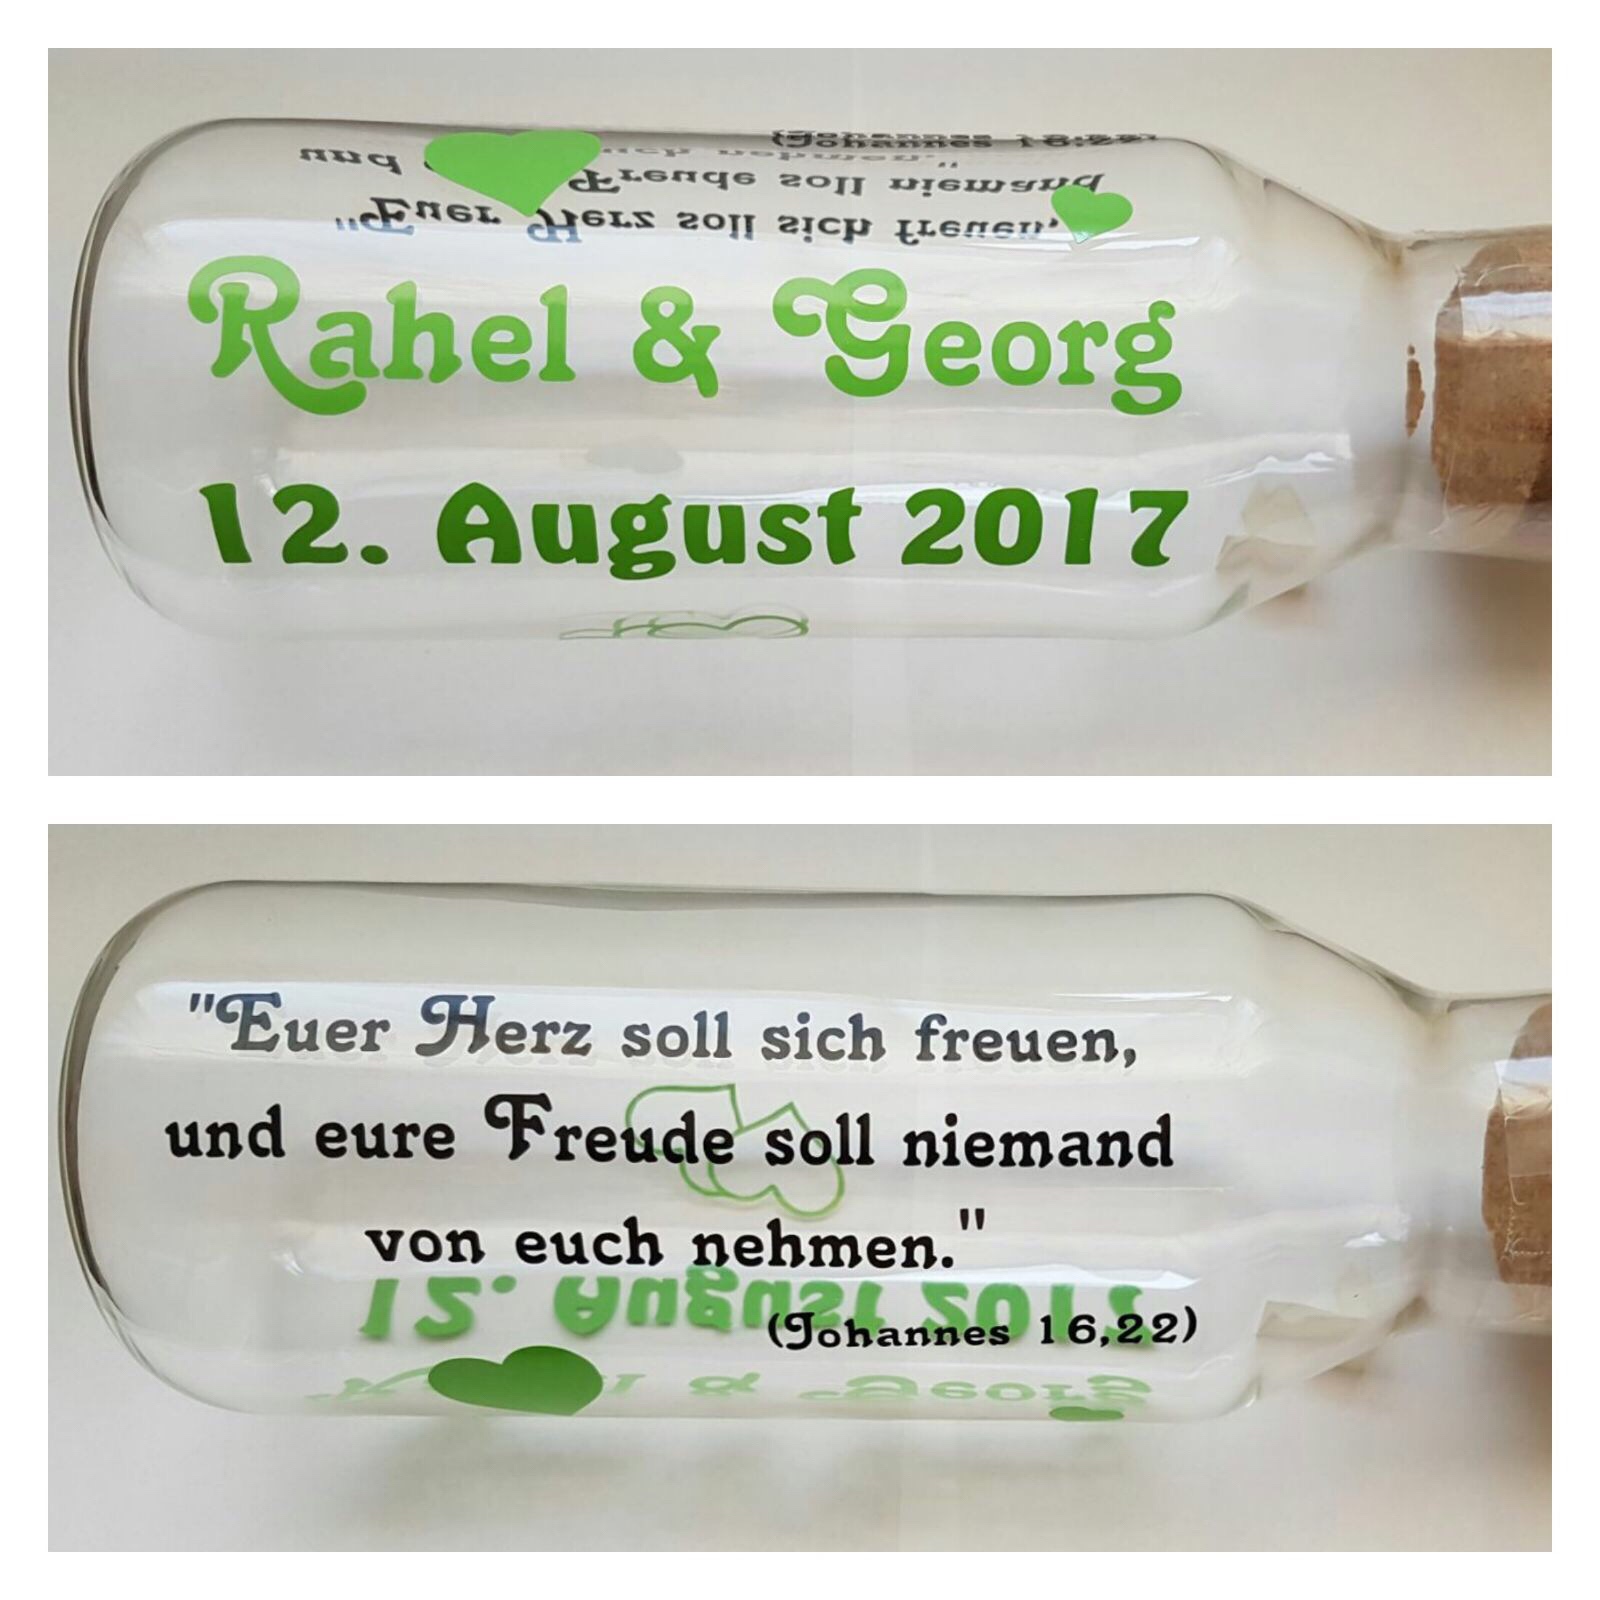 Rahel & Georg
12. August 2017
"Euer Herz soll sich freuen,
und eure Freude soll niemand
von euch nehmen."
(Johannes 16,22)